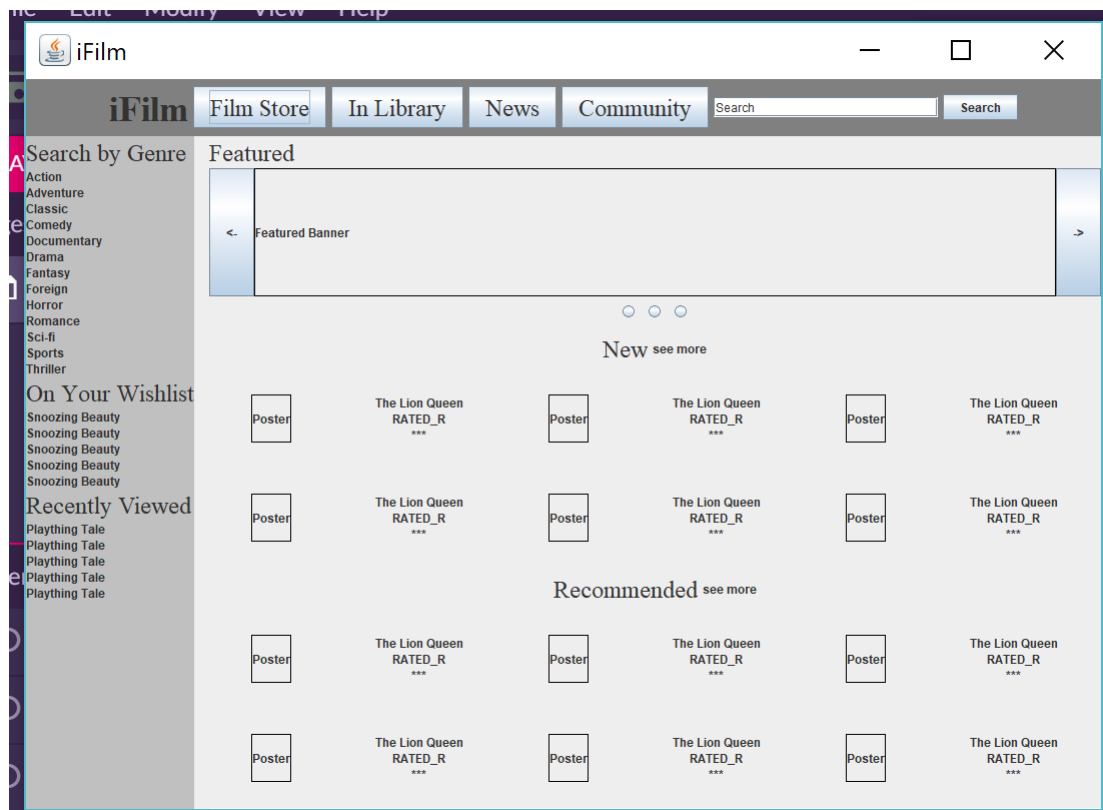 Edit Modify View Help
iFilm
iFilm Film Store In Library News Community Search Search
Search by Genre
Action
Adventure
Classic
Comedy
Documentary
Drama
Fantasy
Foreign
Horror
Romance
Sci-fi
Sports
Thriller
On Your Wishlist
Snoozing Beauty
Snoozing Beauty
Snoozing Beauty
Snoozing Beauty
Snoozing Beauty
Recently Viewed
Plaything Tale
Plaything Tale
Plaything Tale
Plaything Tale
Plaything Tale
Featured
<- Featured Banner ->
New see more
Poster The Lion Queen RATED_R *** Poster The Lion Queen RATED_R *** Poster The Lion Queen RATED_R ***
Poster The Lion Queen RATED_R *** Poster The Lion Queen RATED_R *** Poster The Lion Queen RATED_R ***
Recommended see more
Poster The Lion Queen RATED_R *** Poster The Lion Queen RATED_R *** Poster The Lion Queen RATED_R ***
Poster The Lion Queen RATED_R *** Poster The Lion Queen RATED_R *** Poster The Lion Queen RATED_R ***